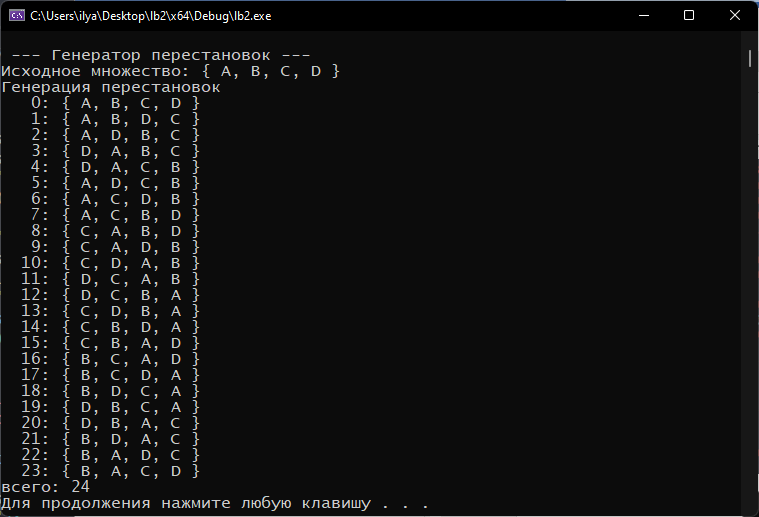 C:\Users\ilya\Desktop\lb2\x64\Debug\lb2.exe
--- Генератор перестановок ---
Исходное множество: { A, B, C, D }
Генерация перестановок
0: { A, B, C, D }
1: { A, B, D, C }
2: { A, D, B, C }
3: { D, A, B, C }
4: { D, A, C, B }
5: { A, D, C, B }
6: { A, C, D, B }
7: { A, C, B, D }
8: { C, A, B, D }
9: { C, A, D, B }
10: { C, D, A, B }
11: { D, C, A, B }
12: { D, C, B, A }
13: { C, D, B, A }
14: { C, B, D, A }
15: { C, B, A, D }
16: { B, C, A, D }
17: { B, C, D, A }
18: { B, D, C, A }
19: { D, B, C, A }
20: { D, B, A, C }
21: { B, D, A, C }
22: { B, A, D, C }
23: { B, A, C, D }
всего: 24
Для продолжения нажмите любую клавишу . . .